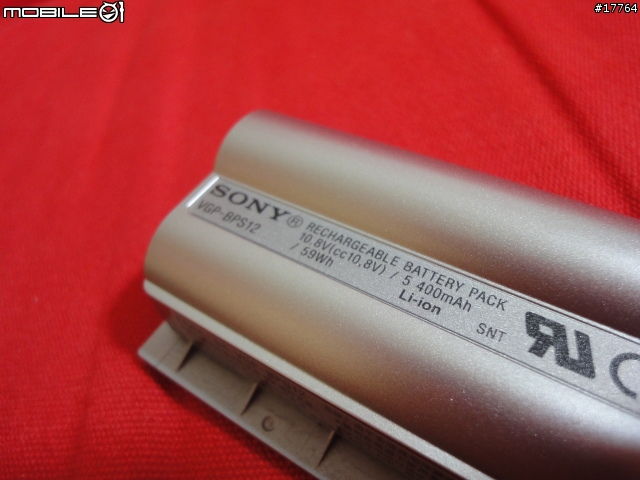 MOBILE01
#17764
SONY®
VGP-BPS12
RECHARGEABLE BATTERY PACK
10.8V(cc10.8V) / 5 400mAh
/ 59Wh
Li-ion
SNT